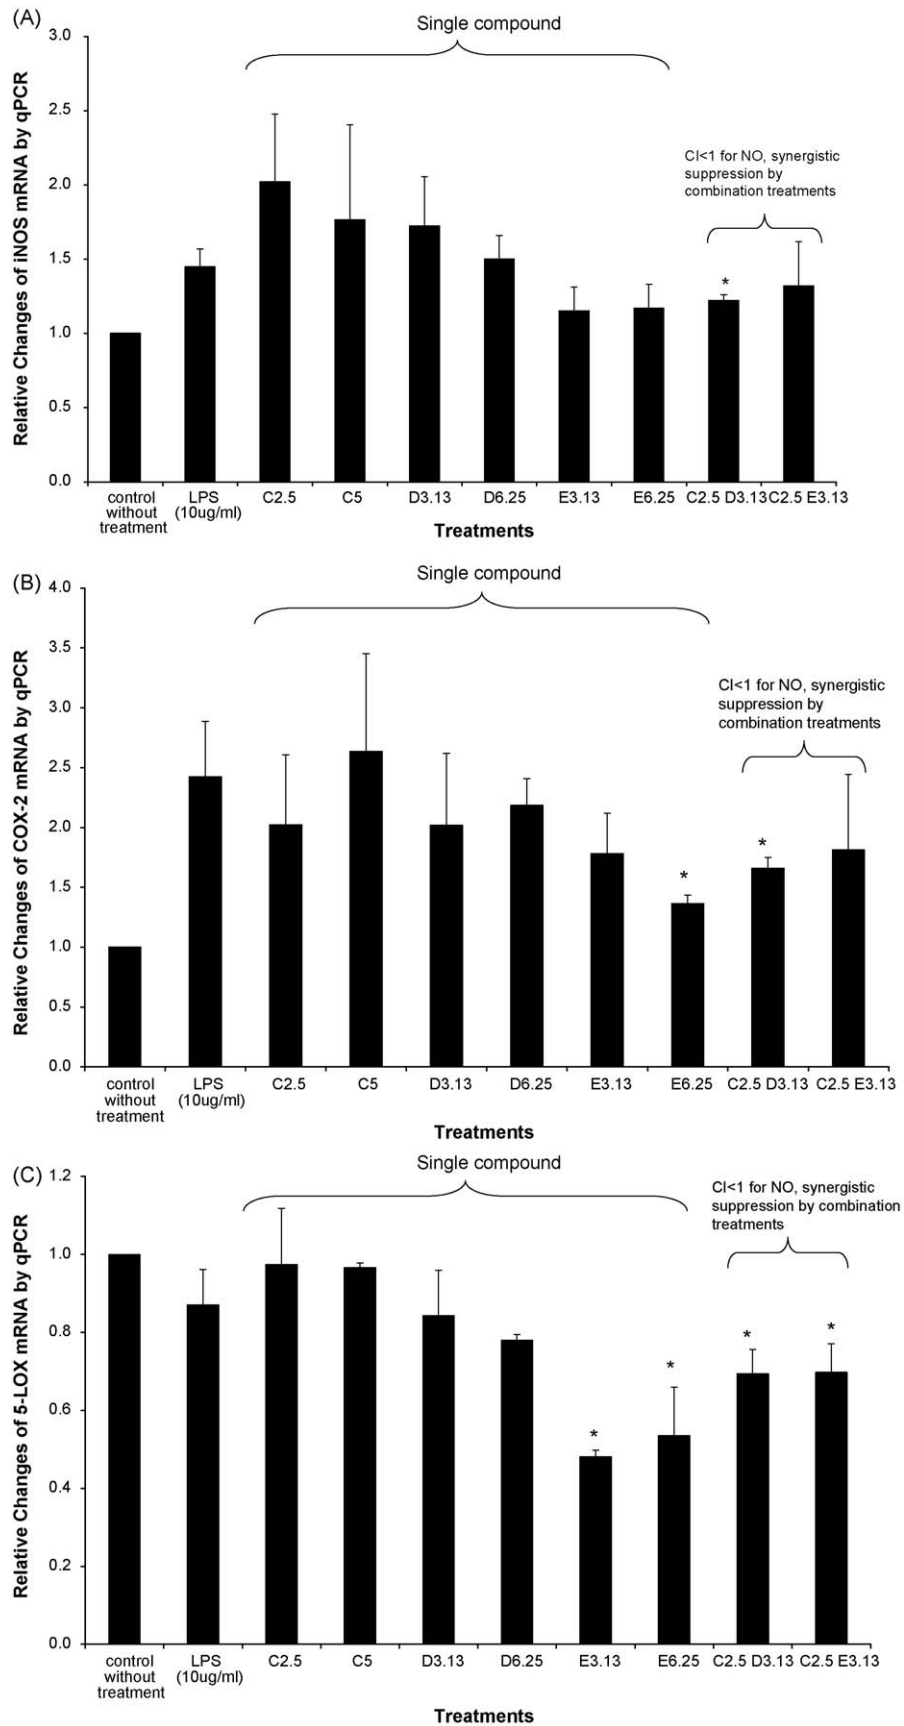 (A)
Single compound
3.0
2.5
2.0
1.5
1.0
0.5
0.0
Relative Changes of iNOS mRNA by qPCR
CI<1 for NO, synergistic
suppression by
combination treatments
*
control
without
treatment
LPS
(10ug/ml)
C2.5
C5
D3.13
D6.25
E3.13
E6.25
C2.5 D3.13
C2.5 E3.13
Treatments
(B)
Single compound
4.0
3.5
3.0
2.5
2.0
1.5
1.0
0.5
0.0
Relative Changes of COX-2 mRNA by qPCR
CI<1 for NO, synergistic
suppression by
combination treatments
*
*
control
without
treatment
LPS
(10ug/ml)
C2.5
C5
D3.13
D6.25
E3.13
E6.25
C2.5 D3.13
C2.5 E3.13
Treatments
(C)
Single compound
1.2
1.0
0.8
0.6
0.4
0.2
0.0
Relative Changes of 5-LOX mRNA by qPCR
CI<1 for NO, synergistic
suppression by combination
treatments
*
*
*
*
control
without
treatment
LPS
(10ug/ml)
C2.5
C5
D3.13
D6.25
E3.13
E6.25
C2.5 D3.13
C2.5 E3.13
Treatments